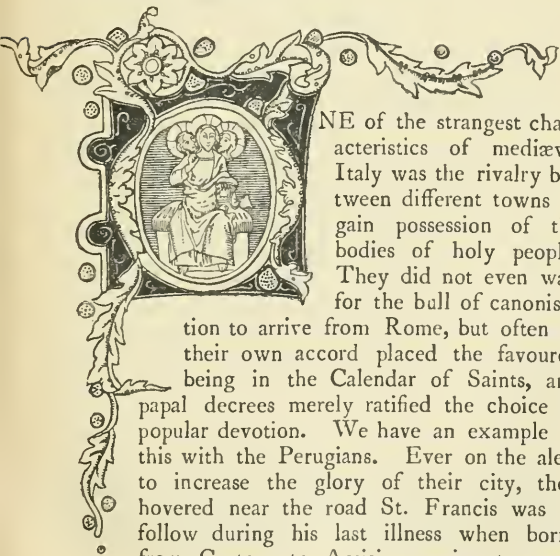 ONE of the strangest cha
acteristics of mediæv
Italy was the rivalry b
tween different towns
gain possession of t
bodies of holy peopl
They did not even wa
for the bull of canonis
tion to arrive from Rome, but often
their own accord placed the favour
being in the Calendar of Saints, a
papal decrees merely ratified the choice
popular devotion. We have an example
this with the Perugians. Ever on the ale
to increase the glory of their city, the
hovered near the road St. Francis was
follow during his last illness when bor
from